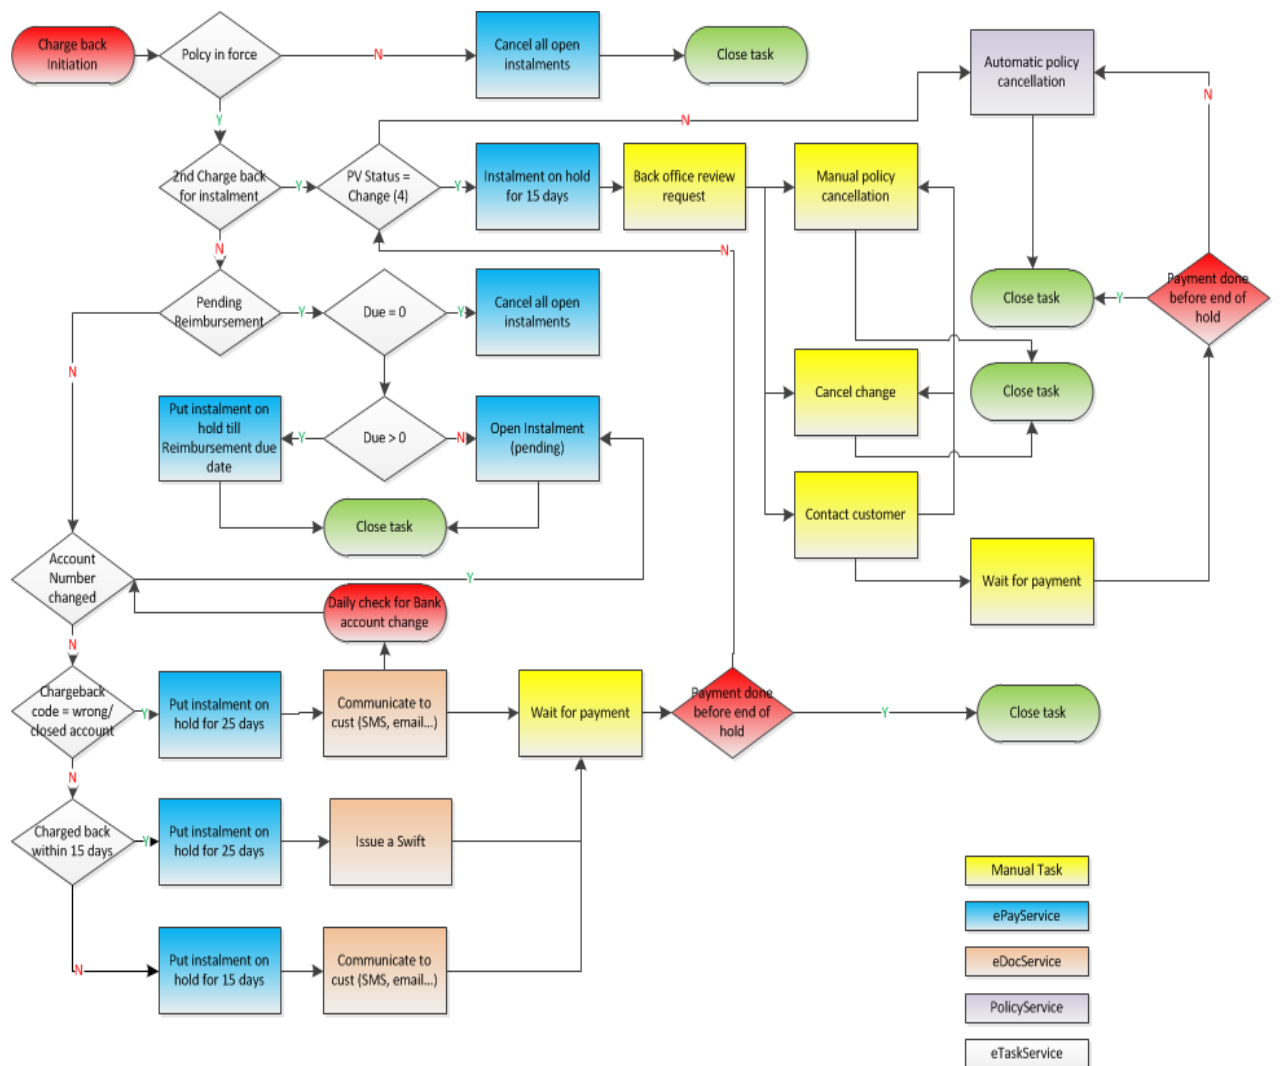 Charge back
Initiation
Polcy in force
N
Cancel all open
instalments
Close task
Automatic policy
cancellation
Y
N
N
2nd Charge back
for instalment
Y
PV Status =
Change (4)
Y
Instalment on hold
for 15 days
Back office review
request
Manual policy
cancellation
N
N
Pending
Reimbursement
Y
Due = 0
Y
Cancel all open
instalments
Close task
Y
Payment done
before end of
hold
N
Put instalment on
hold till
Reimbursement due
date
Y
Due > 0
N
Open Instalment
(pending)
Cancel change
Close task
Close task
Contact customer
Account
Number
changed
Y
Wait for payment
Daily check for Bank
account change
N
Chargeback
code = wrong/
closed account
Y
Put instalment on
hold for 25 days
Communicate to
cust (SMS, email...)
Wait for payment
Payment done
before end of
hold
Y
Close task
N
Charged back
within 15 days
Y
Put instalment on
hold for 25 days
Issue a Swift
N
Put instalment on
hold for 15 days
Communicate to
cust (SMS, email...)
Manual Task
ePayService
eDocService
PolicyService
eTaskService